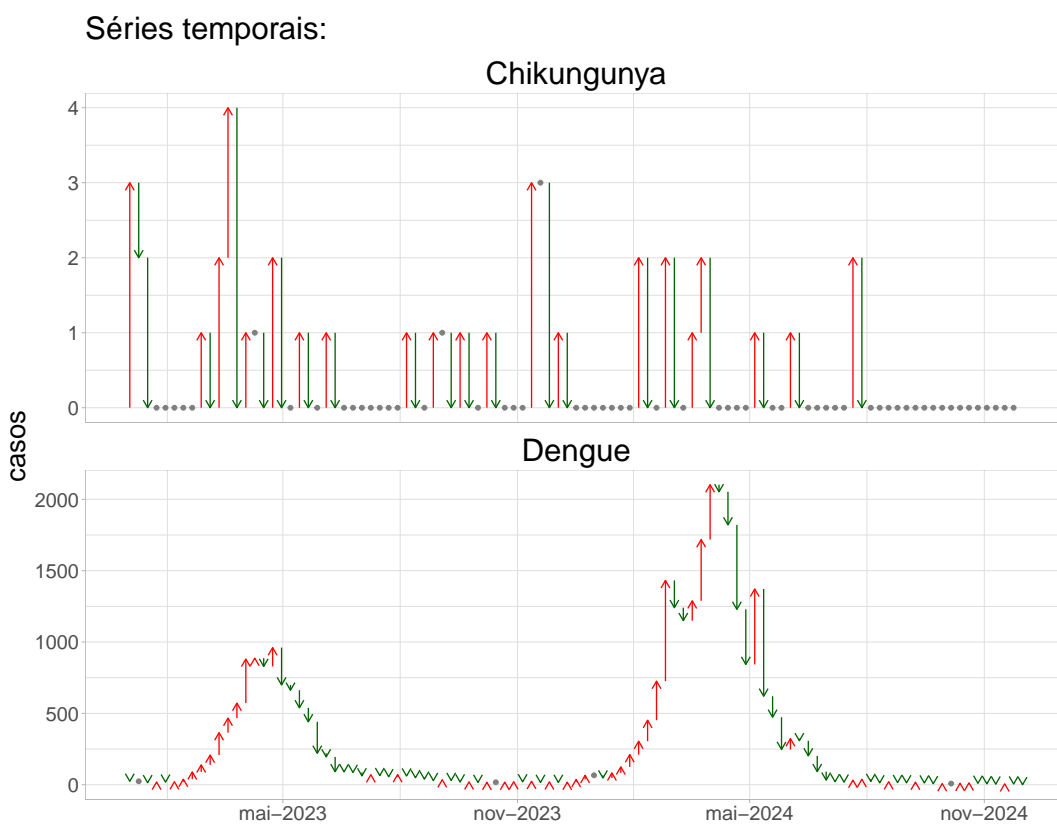 Séries temporais:
Chikungunya
4
3
2
1
0
casos
Dengue
2000
1500
1000
500
0
mai−2023 nov−2023 mai−2024 nov−2024